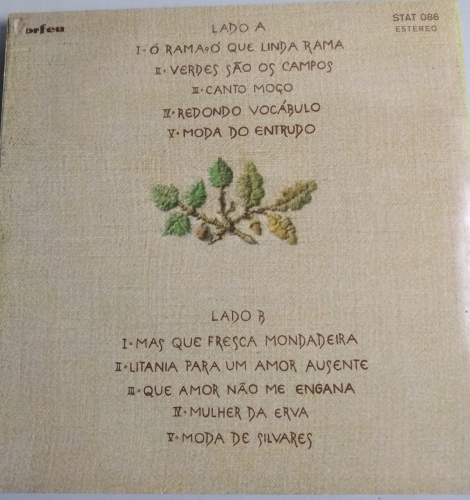 orfeu
STAT 086
ESTEREO
LADO A
I·Ó RAMA·Ó QUE LINDA RAMA
II·VERDES SÃO OS CAMPOS
III·CANTO MOÇO
IV·REDONDO VOCÁBULO
V·MODA DO ENTRUDO
LADO B
I·MAS QUE FRESCA MONDADEIRA
II·LITANIA PARA UM AMOR AUSENTE
III·QUE AMOR NÃO ME ENGANA
IV·MULHER DA ERVA
V·MODA DE SILVARES